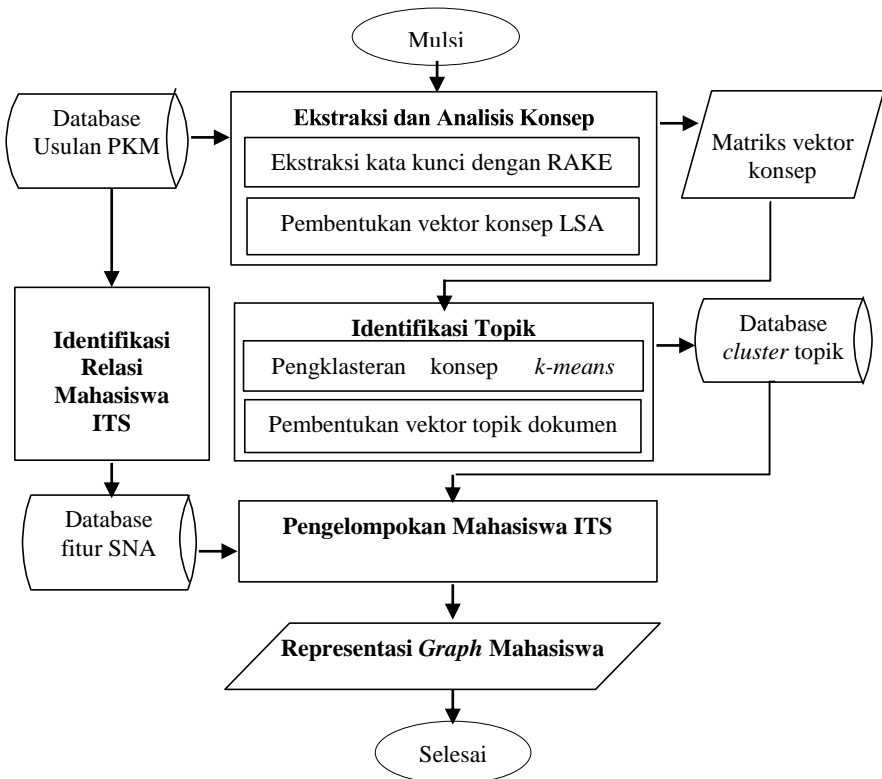 Mulsi
Database
Usulan PKM
Ekstraksi dan Analisis Konsep
Ekstraksi kata kunci dengan RAKE
Pembentukan vektor konsep LSA
Matriks vektor
konsep
Identifikasi
Relasi
Mahasiswa
ITS
Identifikasi Topik
Pengklasteran konsep k-means
Pembentukan vektor topik dokumen
Database
cluster topik
Database
fitur SNA
Pengelompokan Mahasiswa ITS
Representasi Graph Mahasiswa
Selesai